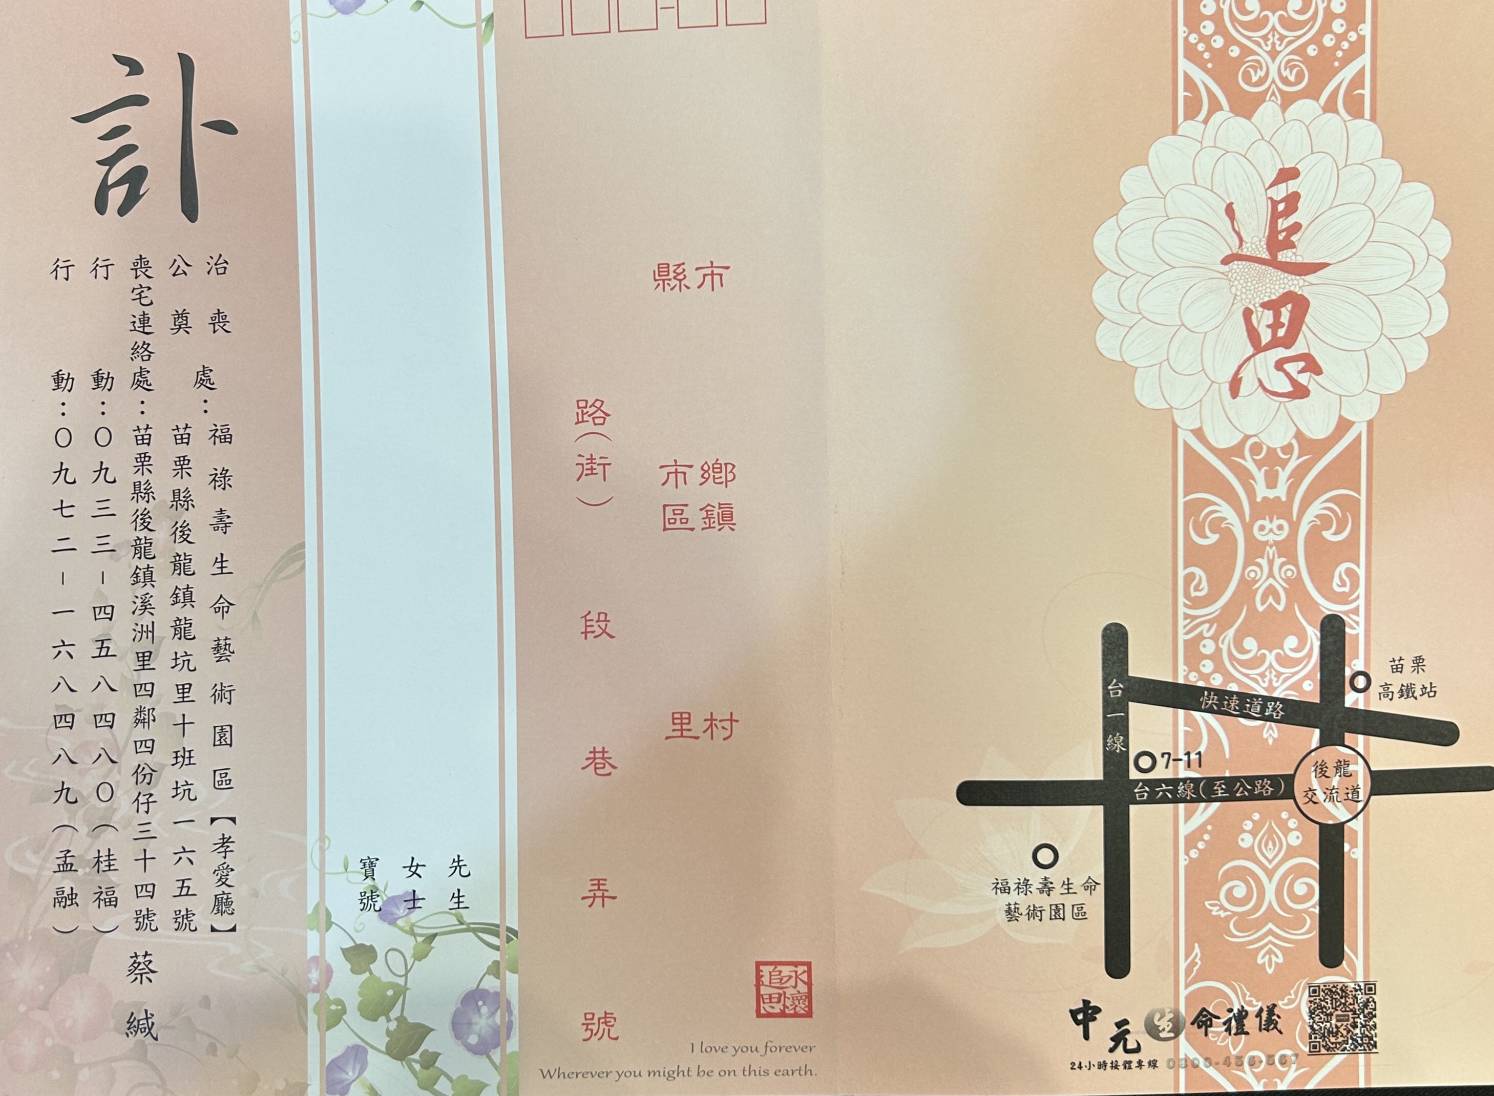 追思
苗栗
高鐵站
快速道路
台一線
7-11
後龍
交流道
台六線(至公路)
福祿壽生命
藝術園區
中元生命禮儀
24小時接體專線
縣市
鄉鎮
市區
村里
路(街)
段
巷
弄
號
永懷
追思
I love you forever
Wherever you might be on this earth.
先生
女士
寶號
訃
治喪處：福祿壽生命藝術園區【孝愛廳】
公奠處：苗栗縣後龍鎮龍坑里十班坑一六五號
喪宅連絡處：苗栗縣後龍鎮溪洲里四鄰四份仔三十四號 蔡緘
行動：〇九三三-四五八四八〇(桂福)
行動：〇九七二-一六八四八九(孟融)